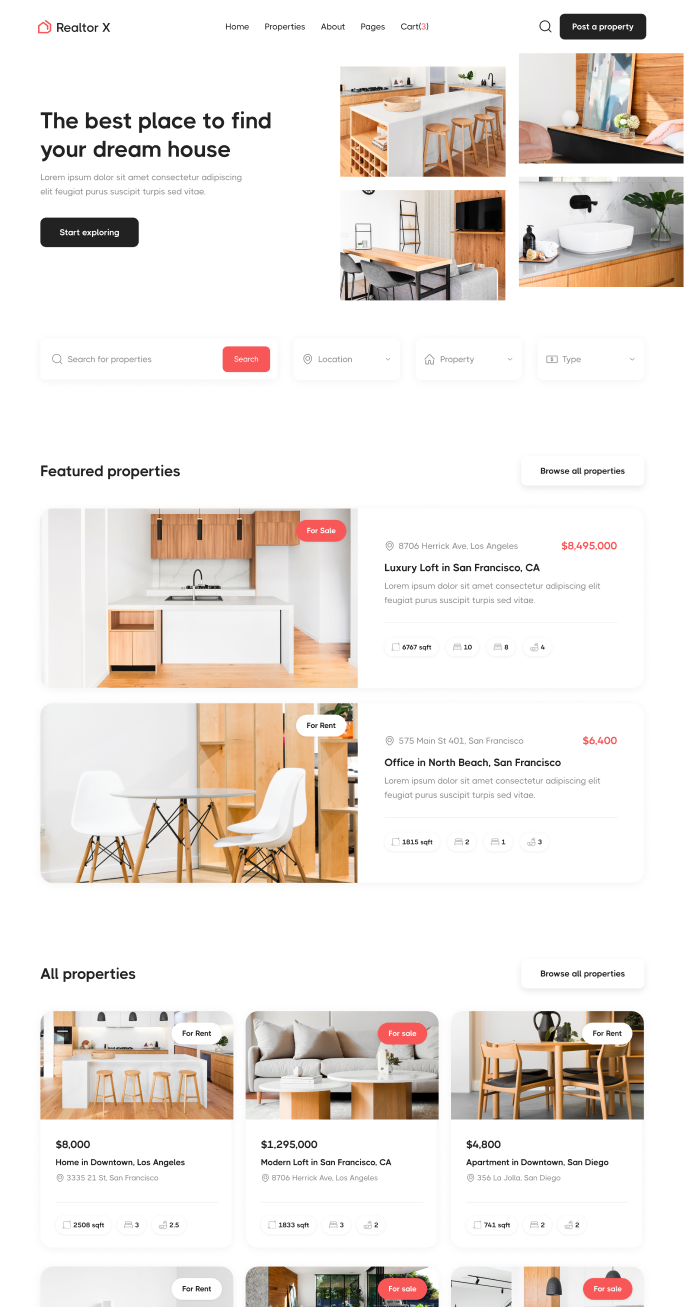 Realtor X
Home
Properties
About
Pages
Cart(3)
Post a property
The best place to find
your dream house
Lorem ipsum dolor sit amet consectetur adipiscing
elit feugiat purus suscipit turpis sed vitae.
Start exploring
Search for properties
Search
Location
Property
Type
Featured properties
Browse all properties
For Sale
8706 Herrick Ave, Los Angeles
$8,495,000
Luxury Loft in San Francisco, CA
Lorem ipsum dolor sit amet consectetur adipiscing elit
feugiat purus suscipit turpis sed vitae.
6767 sqft
10
8
4
For Rent
575 Main St 401, San Francisco
$6,400
Office in North Beach, San Francisco
Lorem ipsum dolor sit amet consectetur adipiscing elit
feugiat purus suscipit turpis sed vitae.
1815 sqft
2
1
3
All properties
Browse all properties
For Rent
$8,000
Home in Downtown, Los Angeles
3335 21 St, San Francisco
2508 sqft
3
2.5
For sale
$1,295,000
Modern Loft in San Francisco, CA
8706 Herrick Ave, Los Angeles
1833 sqft
3
2
For Rent
$4,800
Apartment in Downtown, San Diego
356 La Jolla, San Diego
741 sqft
2
2
For Rent
For sale
For sale